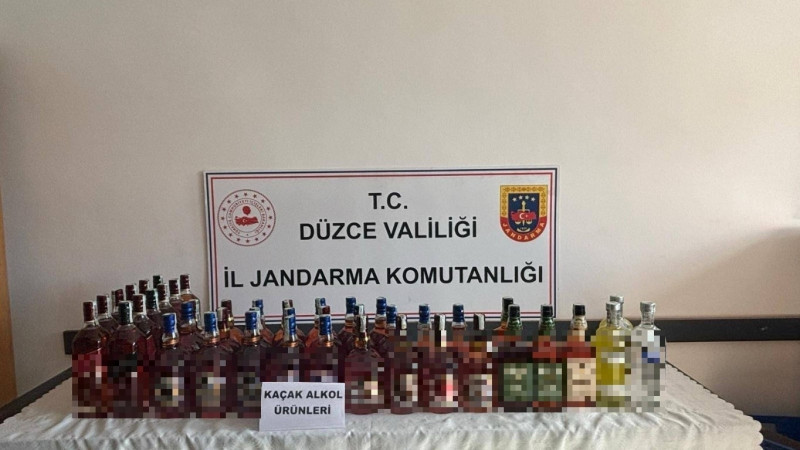 T.C.
DÜZCE VALİLİĞİ
İL JANDARMA KOMUTANLIĞI
JANDARMA
KAÇAK ALKOL
ÜRÜNLERİ